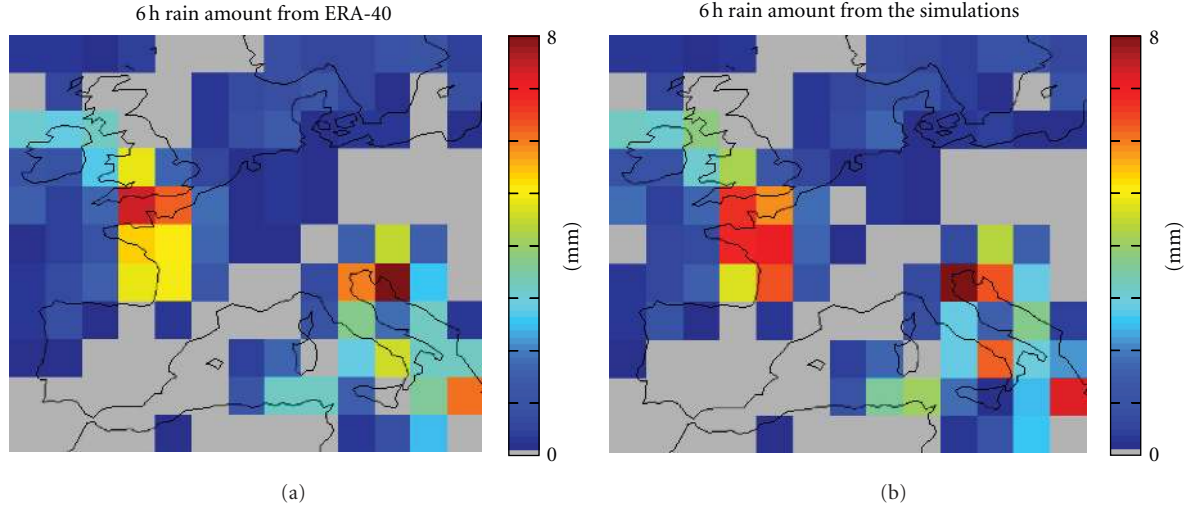 6 h rain amount from ERA-40
8
(mm)
0
(a)
6 h rain amount from the simulations
8
(mm)
0
(b)